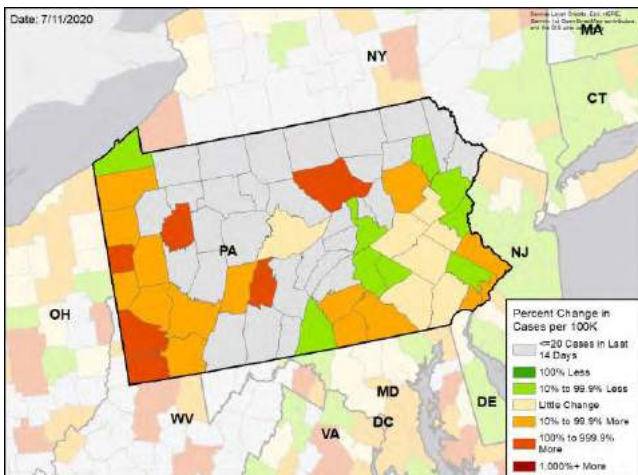 Date: 7/11/2020
MA
NY
CT
PA
NJ
OH
MD
DE
WV
DC
VA
Percent Change in
Cases per 100K
<=20 Cases in Last
14 Days
100% Less
10% to 99.9% Less
Little Change
10% to 99.9% More
100% to 999.9%
More
1,000%+ More